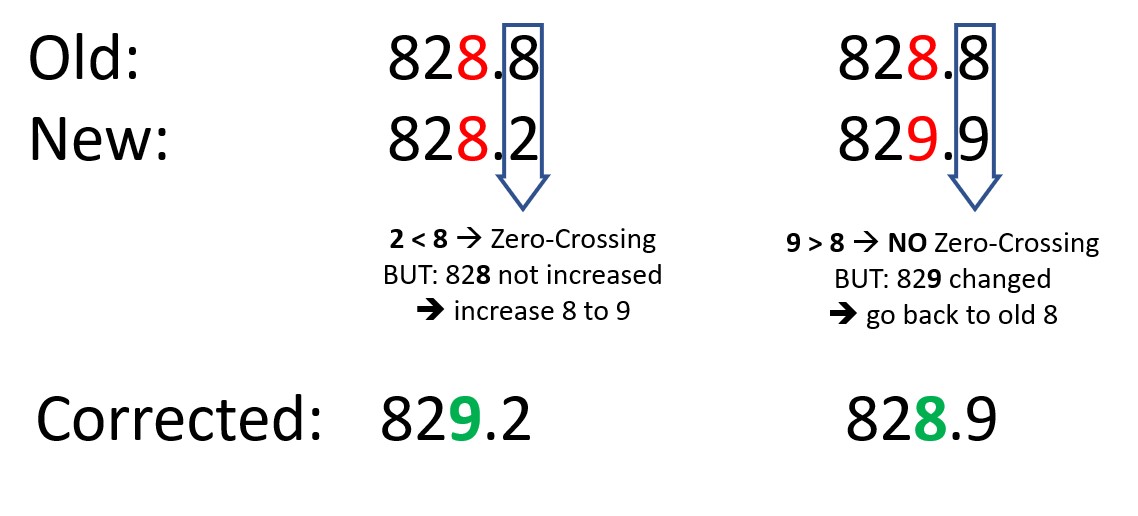 Old: 828.8 828.8
New: 828.2 829.9
2 < 8 → Zero-Crossing
BUT: 828 not increased
➔ increase 8 to 9
9 > 8 → NO Zero-Crossing
BUT: 829 changed
➔ go back to old 8
Corrected: 829.2 828.9